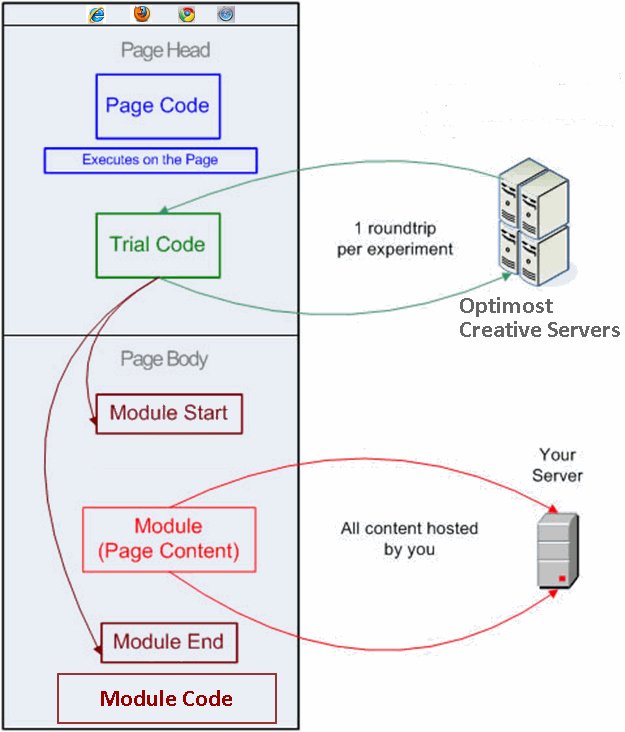 Page Head
Page Code
Executes on the Page
Trial Code
1 roundtrip
per experiment
Optimost
Creative Servers
Page Body
Module Start
Your
Server
Module
(Page Content)
All content hosted
by you
Module End
Module Code